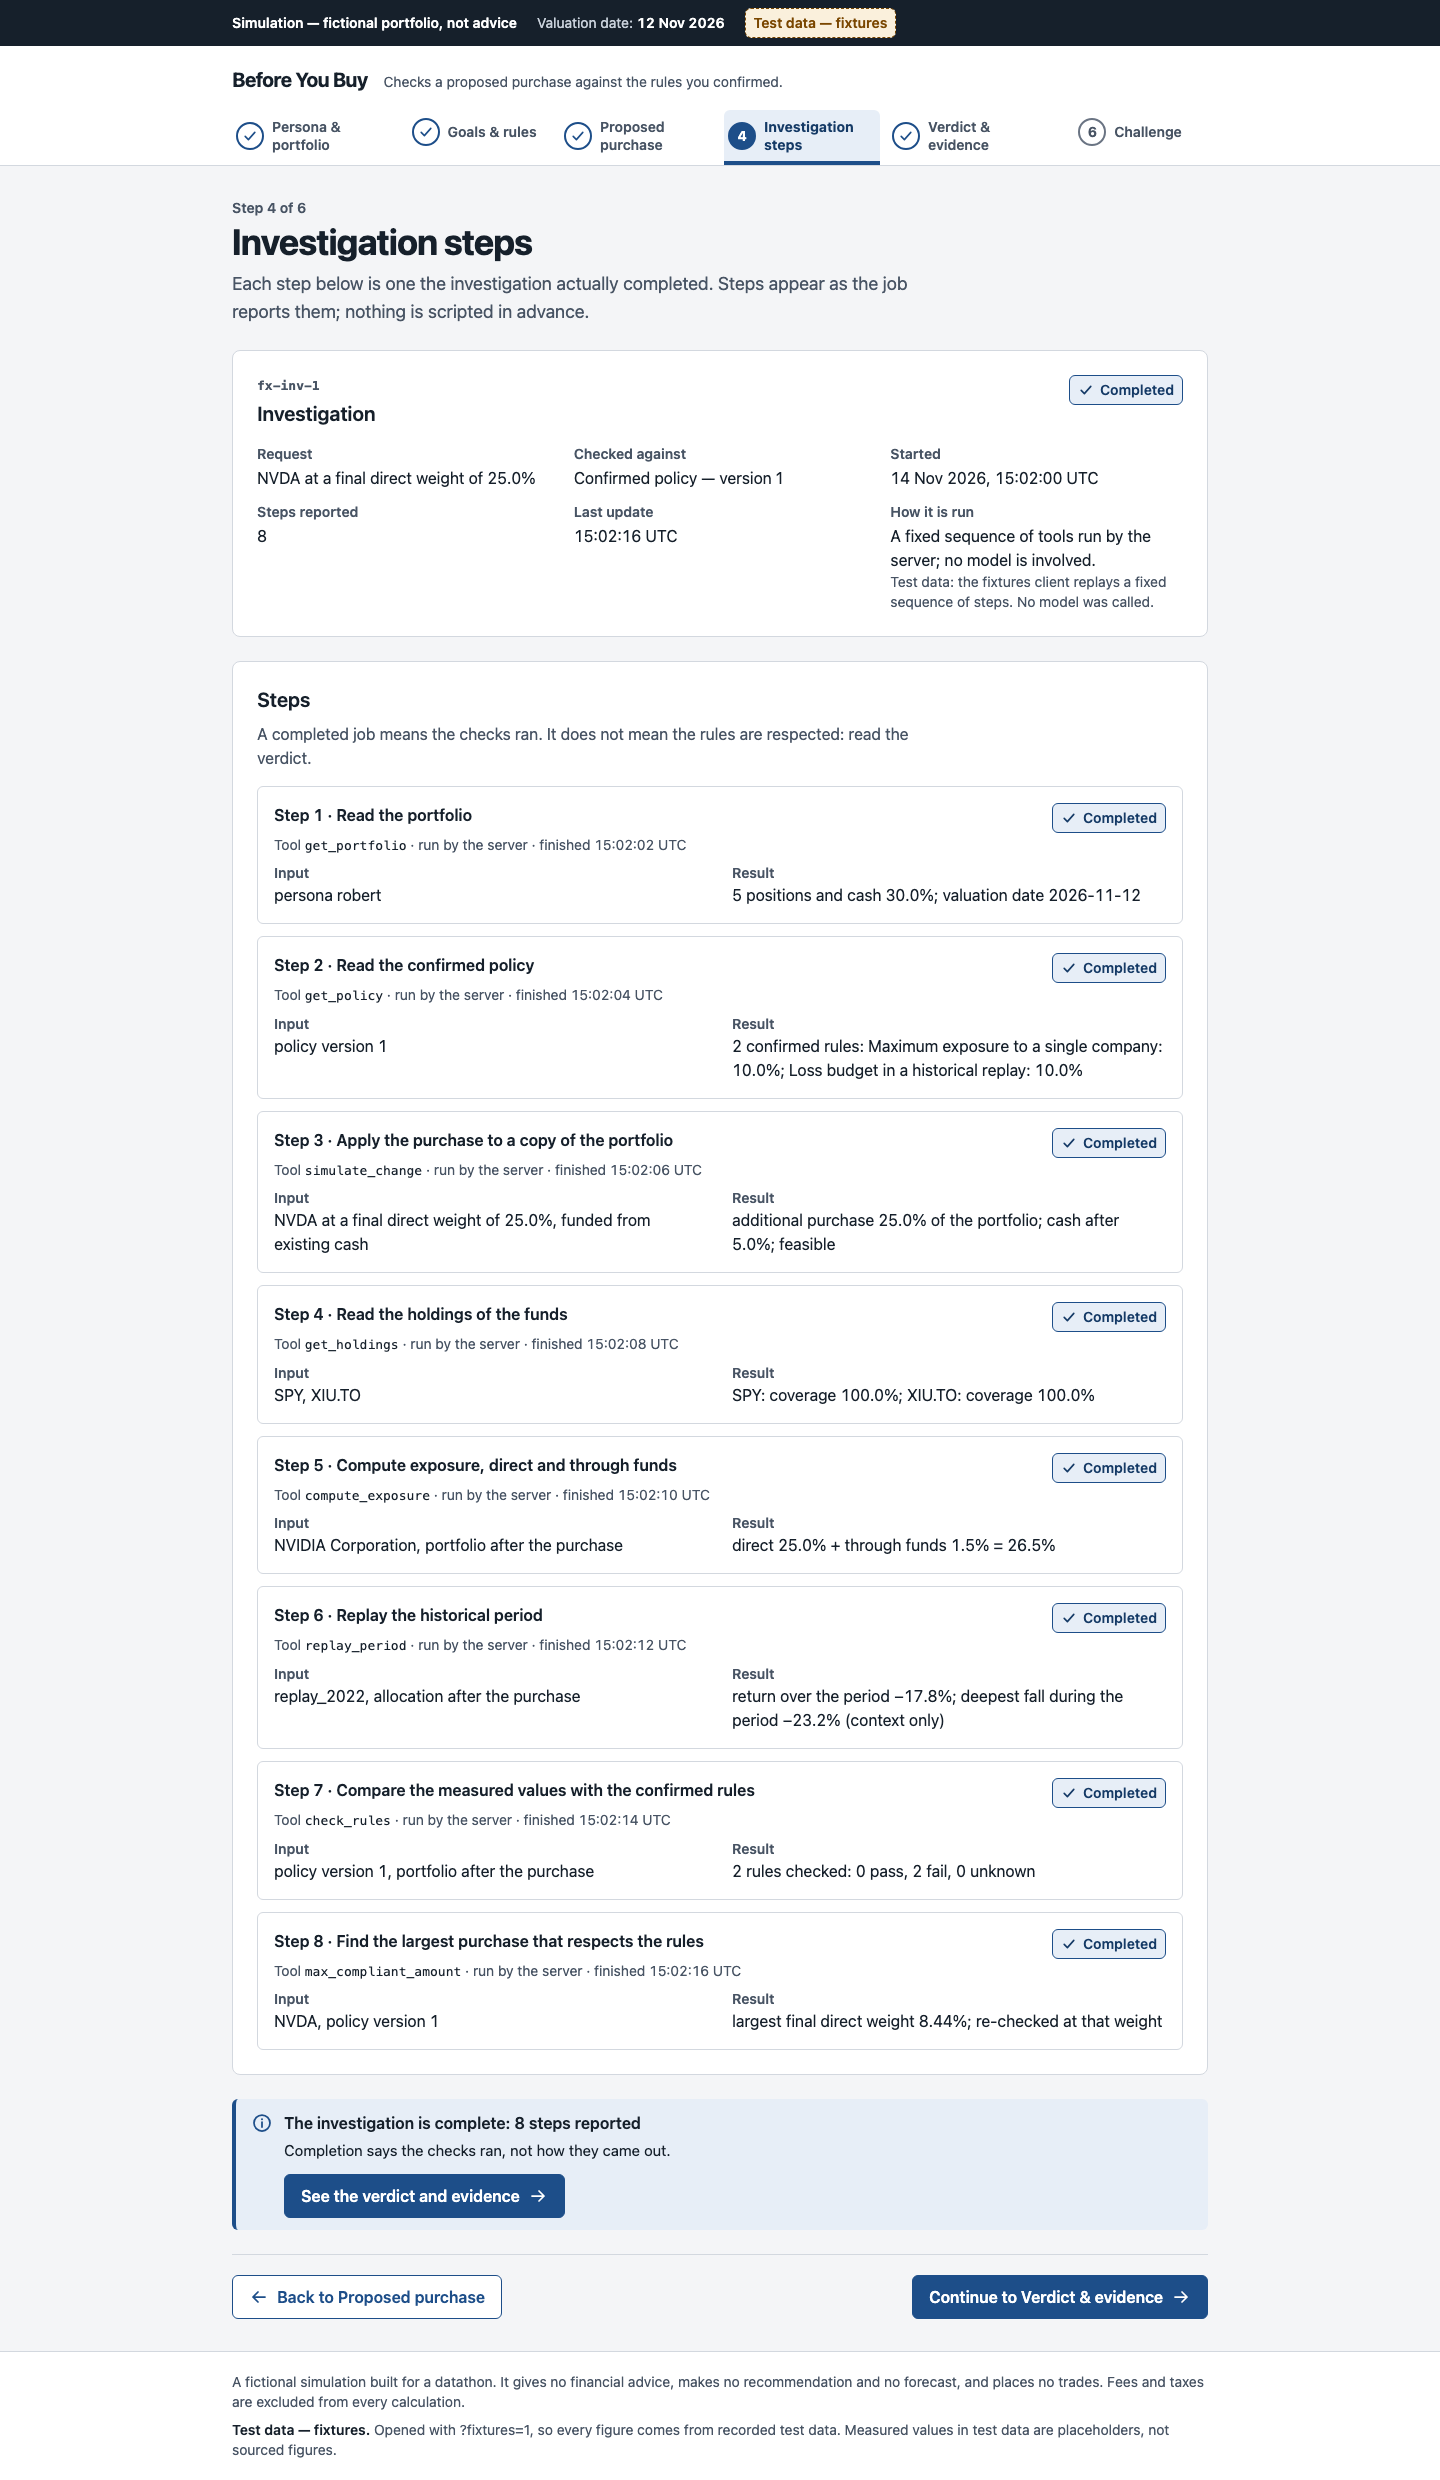 Simulation — fictional portfolio, not advice Valuation date: 12 Nov 2026 Test data — fixtures
Before You Buy Checks a proposed purchase against the rules you confirmed.
Persona & portfolio
Goals & rules
Proposed purchase
4 Investigation steps
Verdict & evidence
6 Challenge
Step 4 of 6
Investigation steps
Each step below is one the investigation actually completed. Steps appear as the job
reports them; nothing is scripted in advance.
fx-inv-1
Completed
Investigation
Request
NVDA at a final direct weight of 25.0%
Checked against
Confirmed policy — version 1
Started
14 Nov 2026, 15:02:00 UTC
Steps reported
8
Last update
15:02:16 UTC
How it is run
A fixed sequence of tools run by the
server; no model is involved.
Test data: the fixtures client replays a fixed
sequence of steps. No model was called.
Steps
A completed job means the checks ran. It does not mean the rules are respected: read the
verdict.
Step 1 · Read the portfolio
Completed
Tool get_portfolio · run by the server · finished 15:02:02 UTC
Input
persona robert
Result
5 positions and cash 30.0%; valuation date 2026-11-12
Step 2 · Read the confirmed policy
Completed
Tool get_policy · run by the server · finished 15:02:04 UTC
Input
policy version 1
Result
2 confirmed rules: Maximum exposure to a single company:
10.0%; Loss budget in a historical replay: 10.0%
Step 3 · Apply the purchase to a copy of the portfolio
Completed
Tool simulate_change · run by the server · finished 15:02:06 UTC
Input
NVDA at a final direct weight of 25.0%, funded from
existing cash
Result
additional purchase 25.0% of the portfolio; cash after
5.0%; feasible
Step 4 · Read the holdings of the funds
Completed
Tool get_holdings · run by the server · finished 15:02:08 UTC
Input
SPY, XIU.TO
Result
SPY: coverage 100.0%; XIU.TO: coverage 100.0%
Step 5 · Compute exposure, direct and through funds
Completed
Tool compute_exposure · run by the server · finished 15:02:10 UTC
Input
NVIDIA Corporation, portfolio after the purchase
Result
direct 25.0% + through funds 1.5% = 26.5%
Step 6 · Replay the historical period
Completed
Tool replay_period · run by the server · finished 15:02:12 UTC
Input
replay_2022, allocation after the purchase
Result
return over the period −17.8%; deepest fall during the
period −23.2% (context only)
Step 7 · Compare the measured values with the confirmed rules
Completed
Tool check_rules · run by the server · finished 15:02:14 UTC
Input
policy version 1, portfolio after the purchase
Result
2 rules checked: 0 pass, 2 fail, 0 unknown
Step 8 · Find the largest purchase that respects the rules
Completed
Tool max_compliant_amount · run by the server · finished 15:02:16 UTC
Input
NVDA, policy version 1
Result
largest final direct weight 8.44%; re-checked at that weight
The investigation is complete: 8 steps reported
Completion says the checks ran, not how they came out.
See the verdict and evidence →
← Back to Proposed purchase
Continue to Verdict & evidence →
A fictional simulation built for a datathon. It gives no financial advice, makes no recommendation and no forecast, and places no trades. Fees and taxes
are excluded from every calculation.
Test data — fixtures. Opened with ?fixtures=1, so every figure comes from recorded test data. Measured values in test data are placeholders, not
sourced figures.